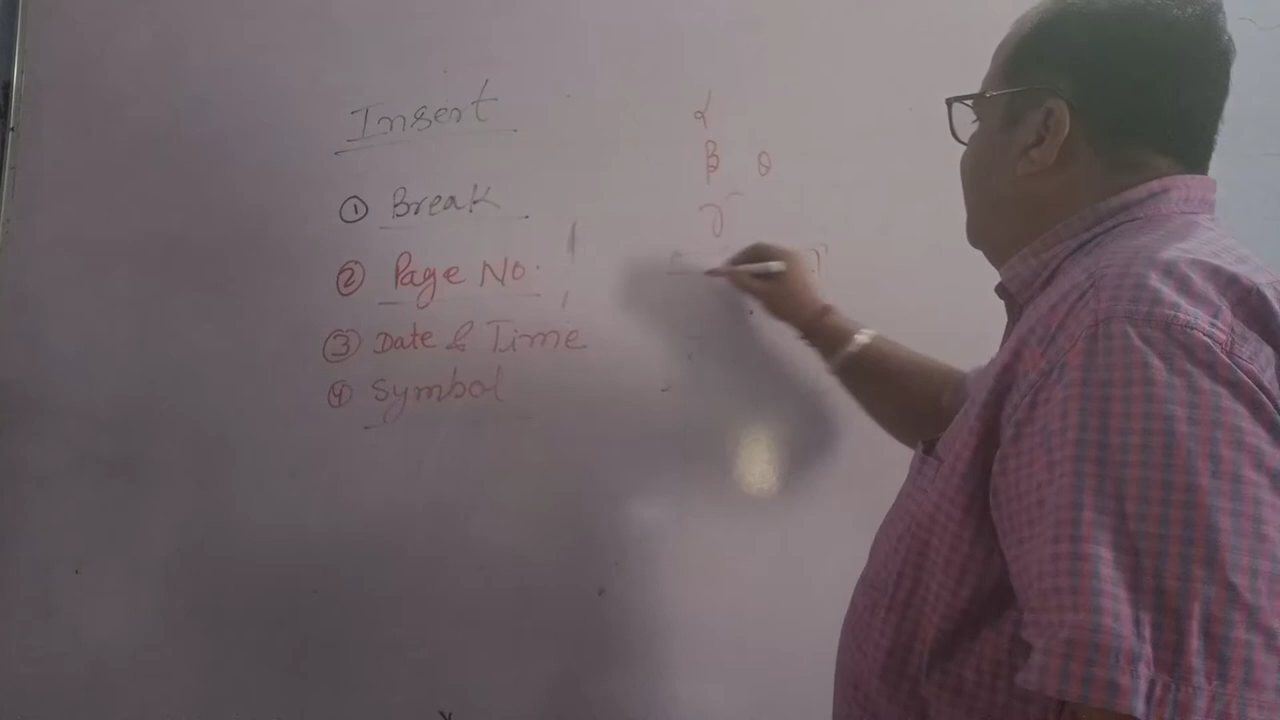 Insert
① Break
② Page No.
③ Date & Time
④ Symbol
α
β θ
γ